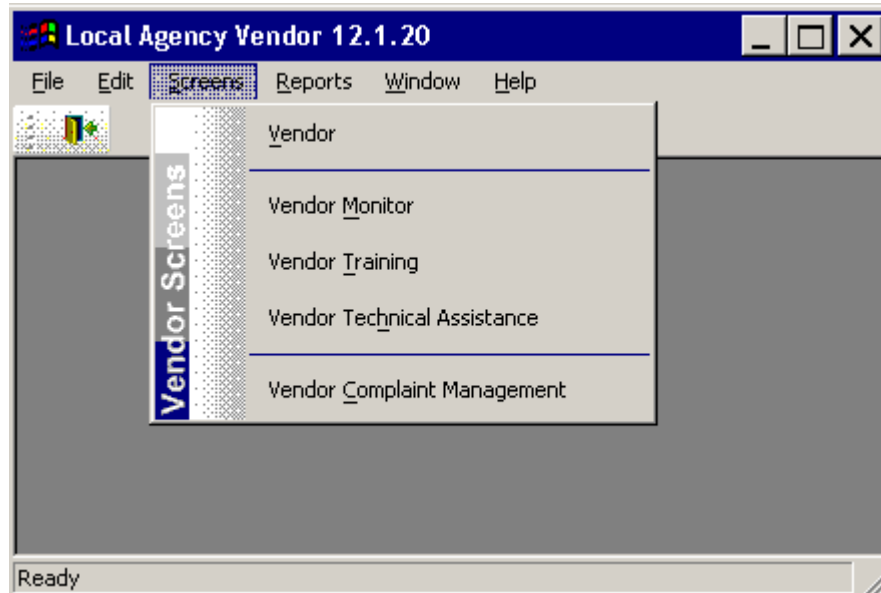 Local Agency Vendor 12.1.20
File Edit Screens Reports Window Help
Vendor
Vendor Monitor
Vendor Training
Vendor Technical Assistance
Vendor Complaint Management
Vendor Screens
Ready